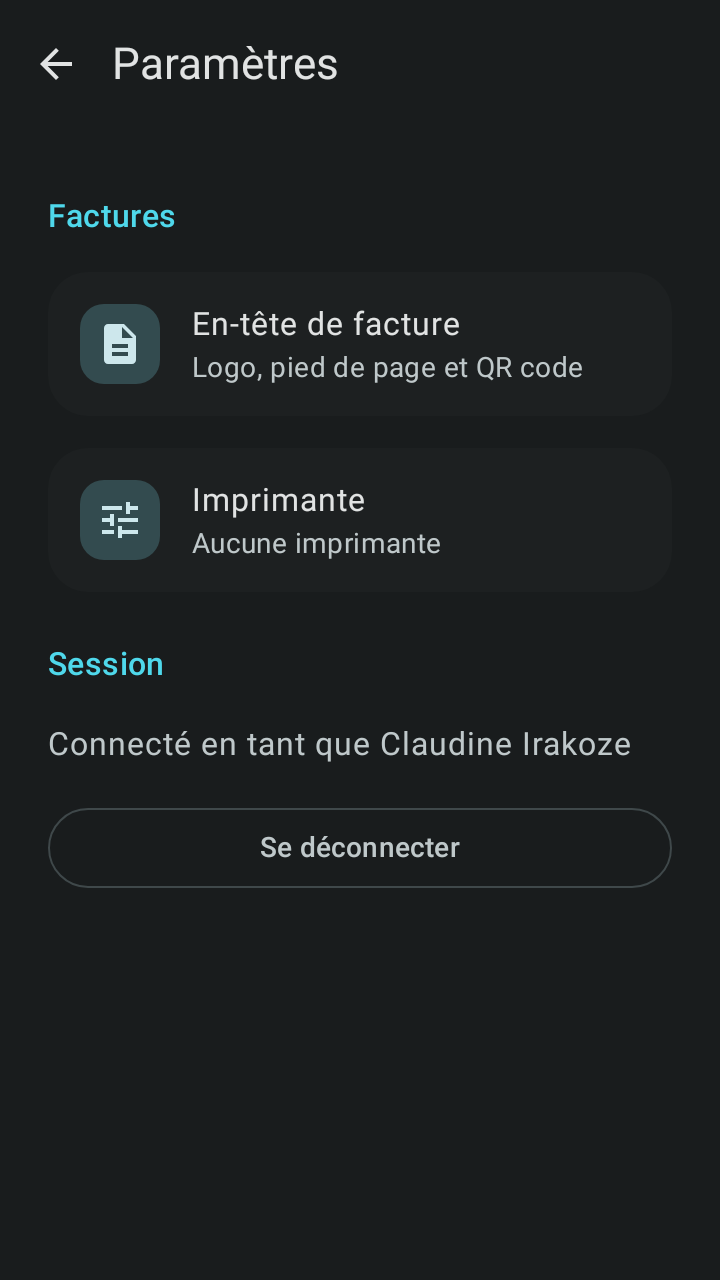 Paramètres
Factures
En-tête de facture
Logo, pied de page et QR code
Imprimante
Aucune imprimante
Session
Connecté en tant que Claudine Irakoze
Se déconnecter